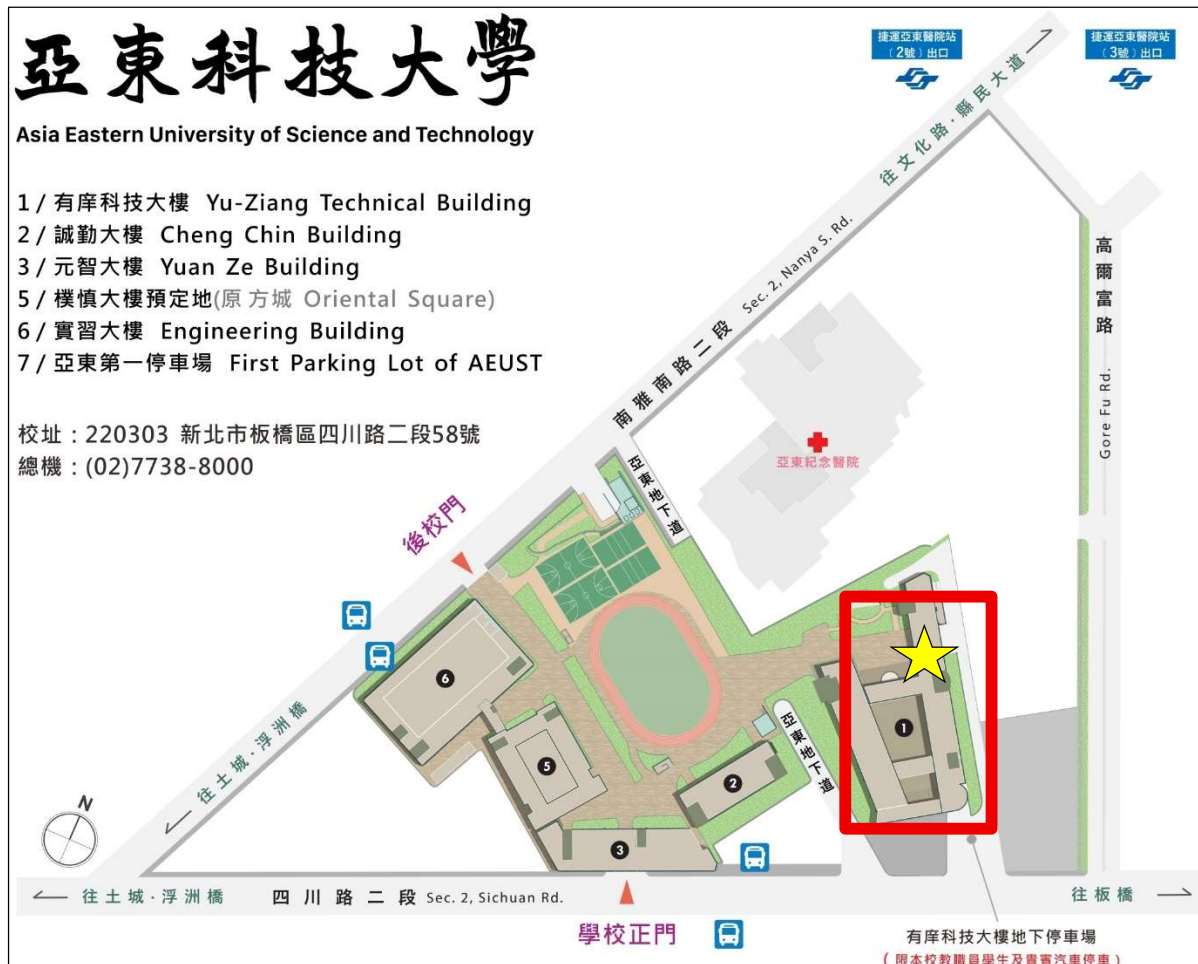 亞東科技大學
Asia Eastern University of Science and Technology
1 / 有庠科技大樓 Yu-Ziang Technical Building
2 / 誠勤大樓 Cheng Chin Building
3 / 元智大樓 Yuan Ze Building
5 / 樸慎大樓預定地(原 方城 Oriental Square)
6 / 實習大樓 Engineering Building
7 / 亞東第一停車場 First Parking Lot of AEUST
校址：220303 新北市板橋區四川路二段58號
總機：(02)7738-8000
捷運亞東醫院站
﹝2號﹞出口
捷運亞東醫院站
﹝3號﹞出口
往文化路·縣民大道
南雅南路二段 Sec. 2, Nanya S. Rd.
高爾富路
Gore Fu Rd.
亞東紀念醫院
亞東地下道
後校門
6
5
2
1
3
亞東地下道
往土城·浮洲橋
N
往土城·浮洲橋
四川路二段 Sec. 2, Sichuan Rd.
往板橋
學校正門
有庠科技大樓地下停車場
( 限本校教職員學生及貴賓汽車停車 )